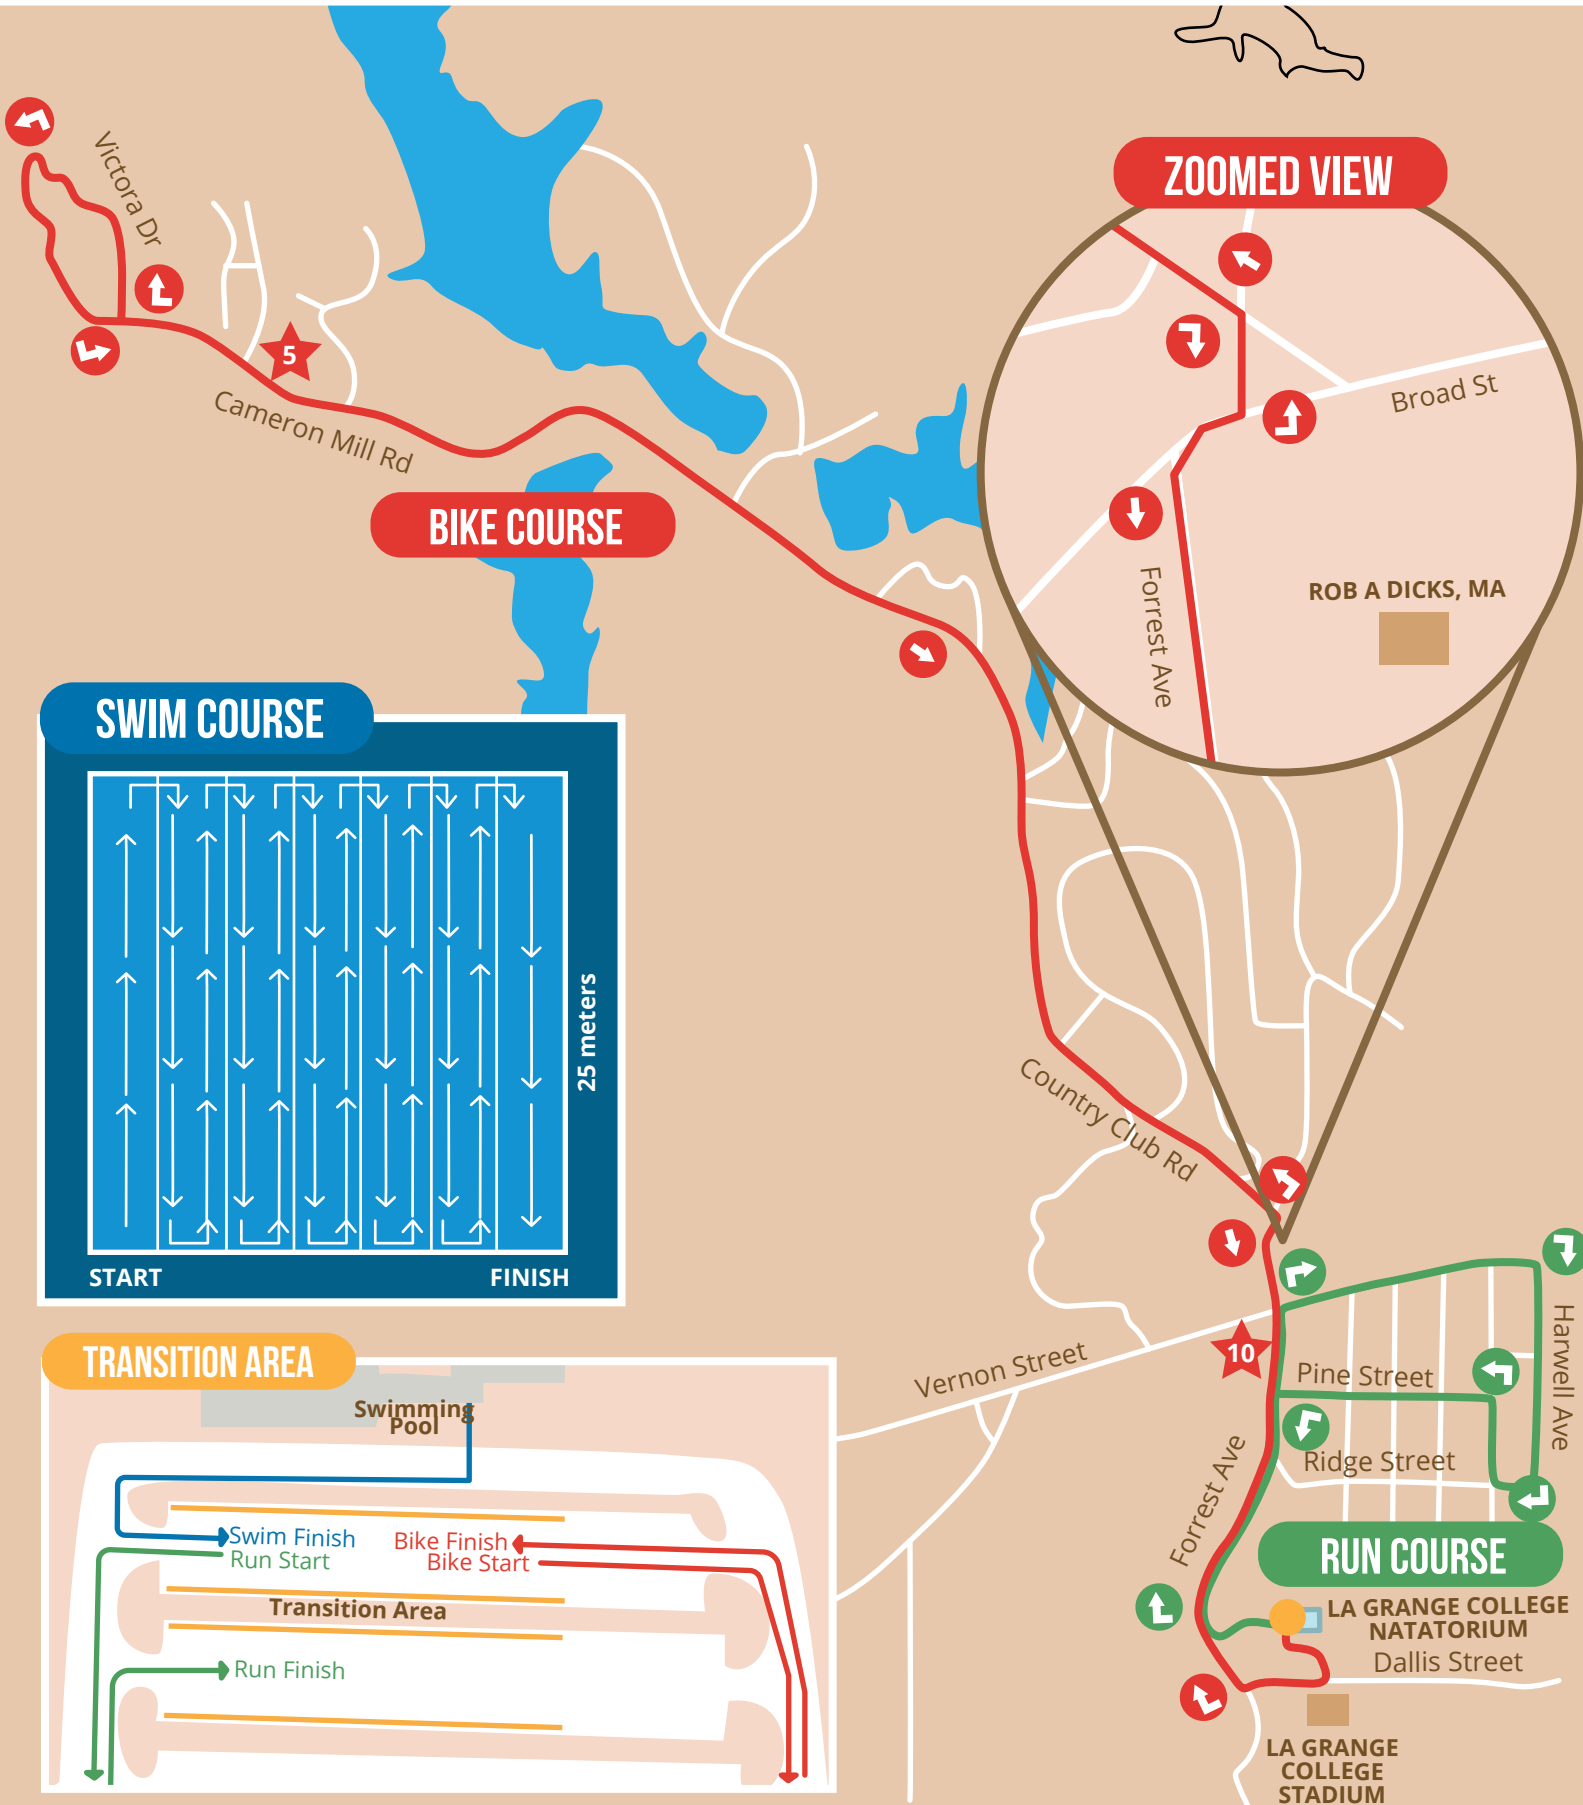 ZOOMED VIEW
Victora Dr
5
Cameron Mill Rd
Broad St
BIKE COURSE
Forrest Ave
ROB A DICKS, MA
SWIM COURSE
25 meters
START
FINISH
Country Club Rd
Vernon Street
10
Pine Street
Harwell Ave
Ridge Street
Forrest Ave
RUN COURSE
LA GRANGE COLLEGE
NATATORIUM
Dallis Street
LA GRANGE
COLLEGE
STADIUM
TRANSITION AREA
Swimming
Pool
Swim Finish
Run Start
Bike Finish
Bike Start
Transition Area
Run Finish